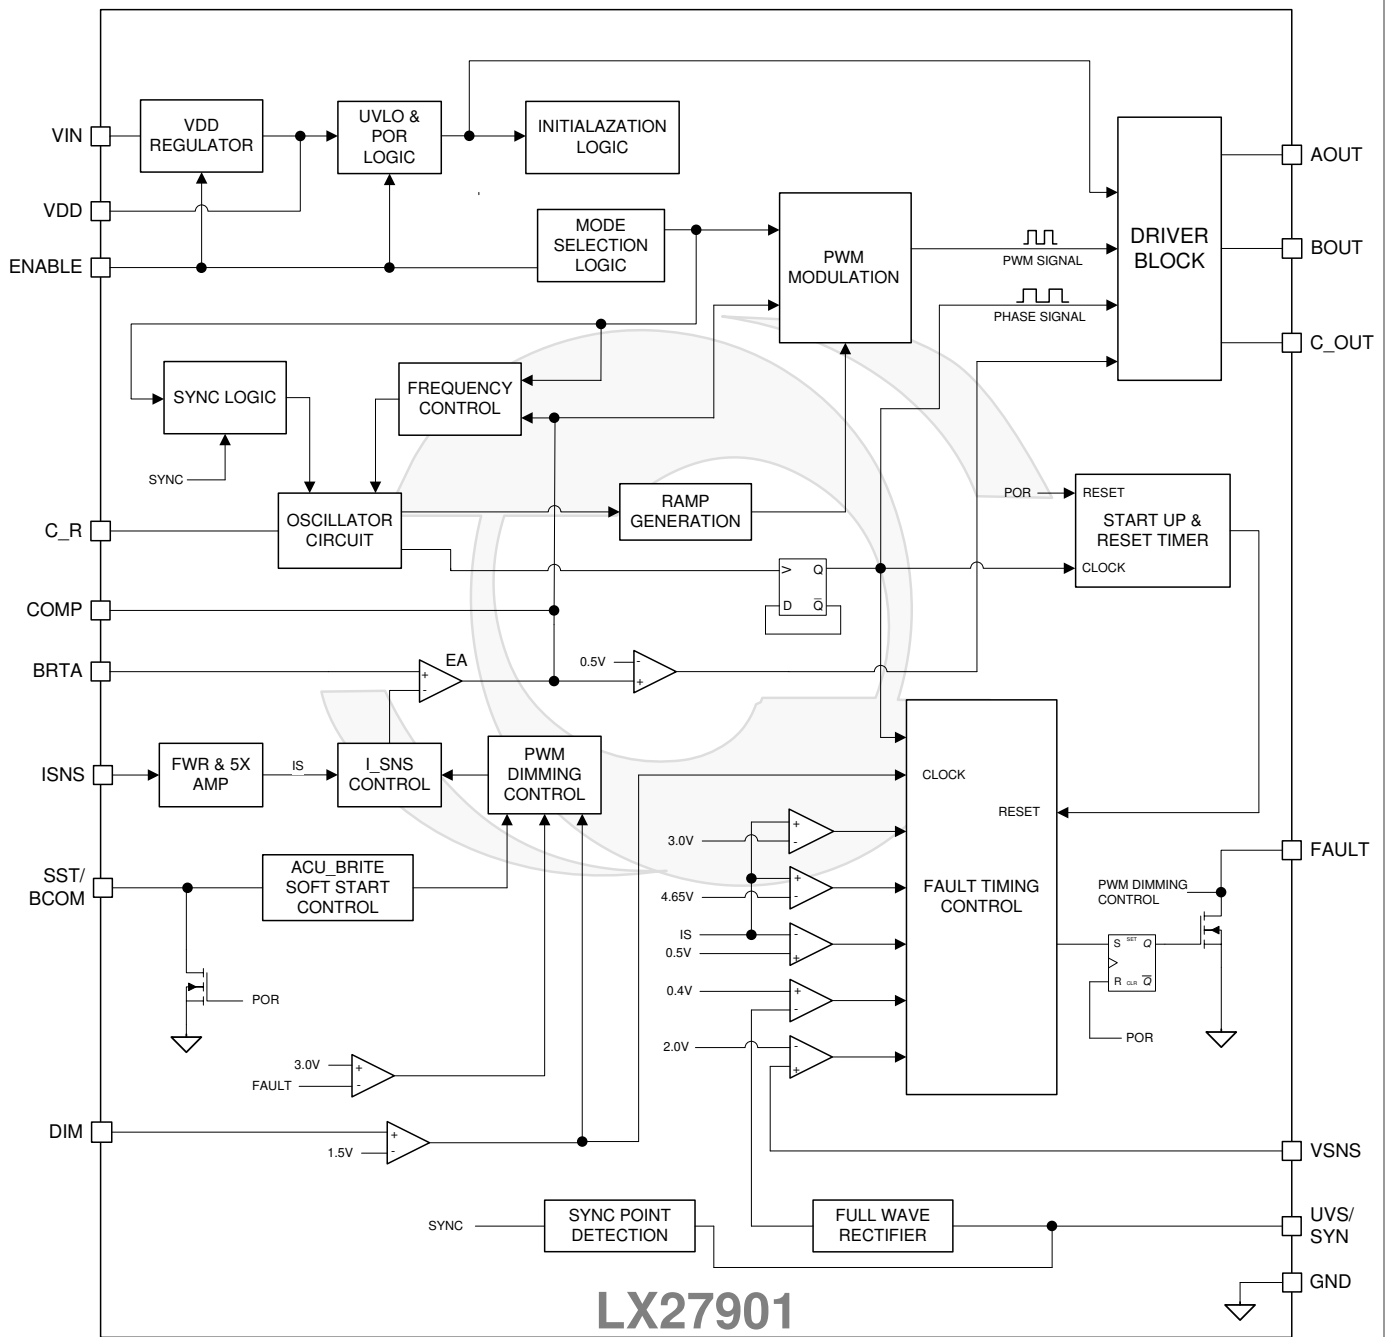 VIN
VDD
REGULATOR
UVLO &
POR
LOGIC
INITIALAZATION
LOGIC
VDD
ENABLE
MODE
SELECTION
LOGIC
PWM
MODULATION
PWM SIGNAL
PHASE SIGNAL
DRIVER
BLOCK
AOUT
BOUT
C_OUT
SYNC LOGIC
SYNC
FREQUENCY
CONTROL
C_R
OSCILLATOR
CIRCUIT
RAMP
GENERATION
POR
RESET
START UP &
RESET TIMER
CLOCK
V Q
D Q
COMP
BRTA
+
-
EA
0.5V
-
+
ISNS
FWR & 5X
AMP
IS
I_SNS
CONTROL
PWM
DIMMING
CONTROL
SST/
BCOM
ACU_BRITE
SOFT START
CONTROL
POR
3.0V
+
FAULT
-
DIM
+
1.5V
-
CLOCK
RESET
FAULT TIMING
CONTROL
+
3.0V
-
+
4.65V
-
IS
-
0.5V
+
0.4V
+
-
2.0V
-
+
FAULT
PWM DIMMING
CONTROL
S SET Q
R CLR Q
POR
VSNS
SYNC
SYNC POINT
DETECTION
FULL WAVE
RECTIFIER
UVS/
SYN
GND
LX27901